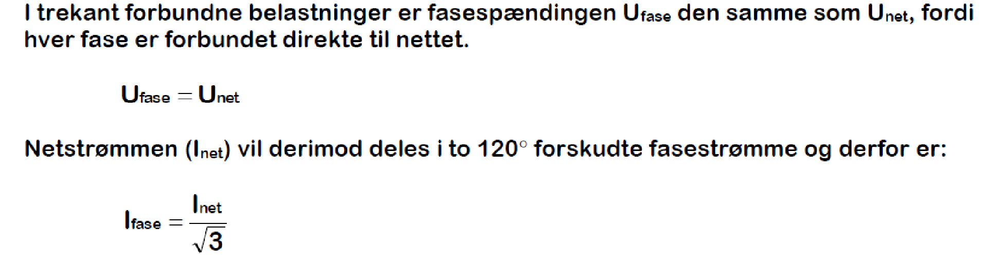 I trekant forbundne belastninger er fasespændingen Ufase den samme som Unet, fordi
hver fase er forbundet direkte til nettet.
Ufase = Unet
Netstrømmen (Inet) vil derimod deles i to 120° forskudte fasestrømme og derfor er:
Ifase = Inet / √3